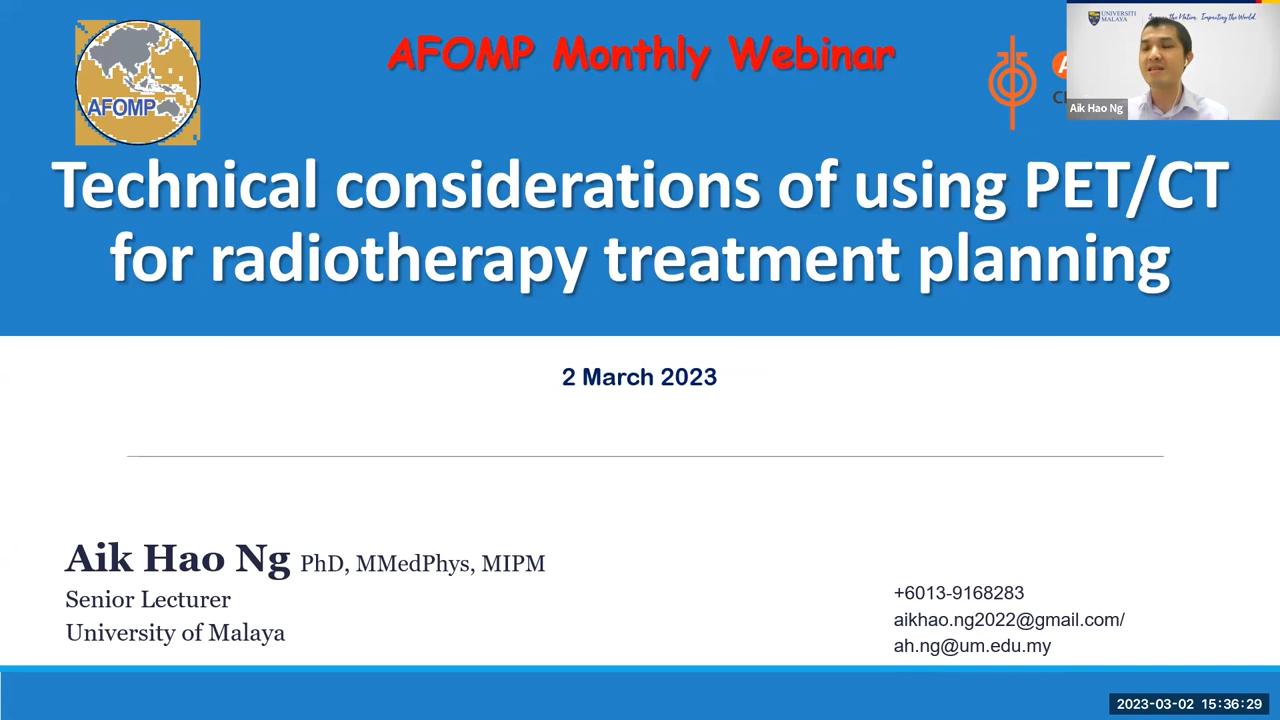 AFOMP Monthly Webinar
AFOMP
UNIVERSITI
MALAYA
Aik Hao Ng
Technical considerations of using PET/CT
for radiotherapy treatment planning
2 March 2023
Aik Hao Ng PhD, MMedPhys, MIPM
Senior Lecturer
University of Malaya
+6013-9168283
aikhao.ng2022@gmail.com/
ah.ng@um.edu.my
2023-03-02 15:36:29